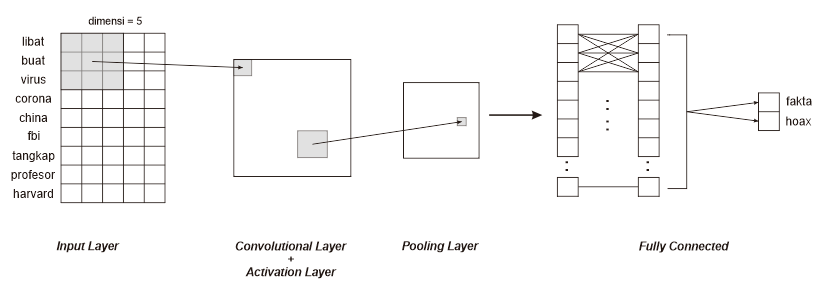 dimensi = 5
libat
buat
virus
corona
china
fbi
tangkap
profesor
harvard
fakta
hoax
Input Layer
Convolutional Layer
+
Activation Layer
Pooling Layer
Fully Connected